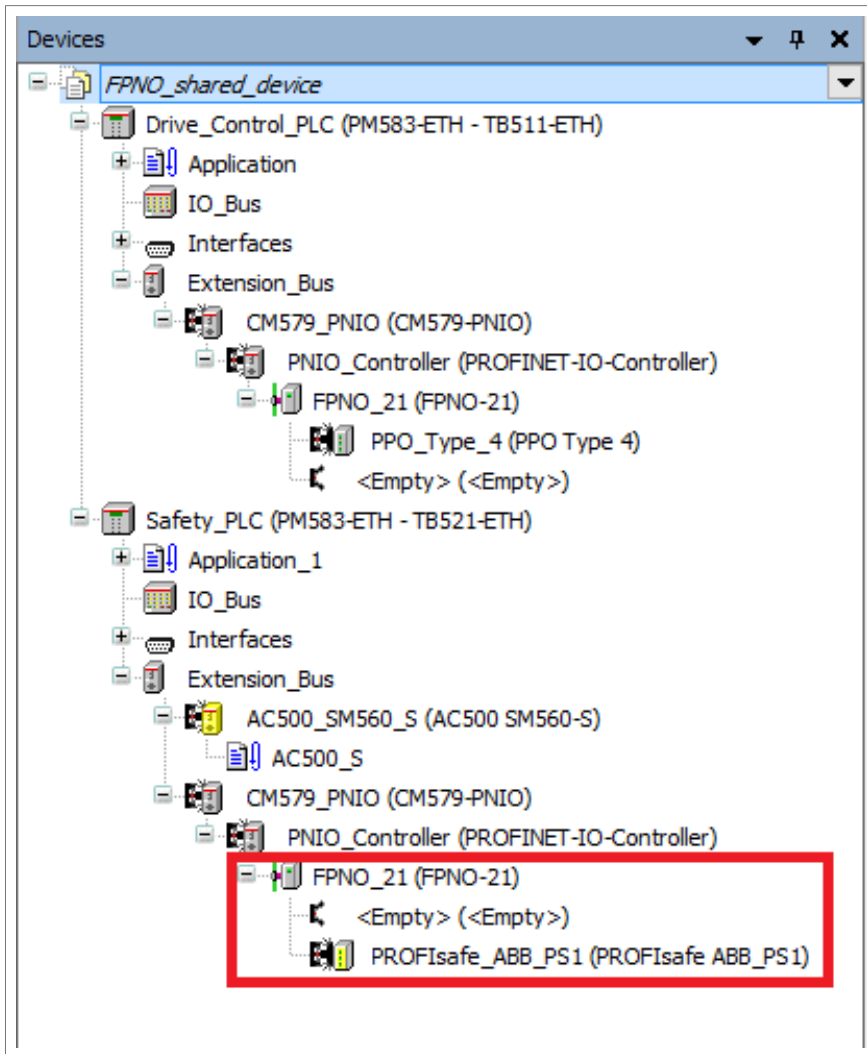 Devices
FPNO_shared_device
Drive_Control_PLC (PM583-ETH - TB511-ETH)
Application
IO_Bus
Interfaces
Extension_Bus
CM579_PNIO (CM579-PNIO)
PNIO_Controller (PROFINET-IO-Controller)
FPNO_21 (FPNO-21)
PPO_Type_4 (PPO Type 4)
<Empty> (<Empty>)
Safety_PLC (PM583-ETH - TB521-ETH)
Application_1
IO_Bus
Interfaces
Extension_Bus
AC500_SM560_S (AC500 SM560-S)
AC500_S
CM579_PNIO (CM579-PNIO)
PNIO_Controller (PROFINET-IO-Controller)
FPNO_21 (FPNO-21)
<Empty> (<Empty>)
PROFIsafe_ABB_PS1 (PROFIsafe ABB_PS1)